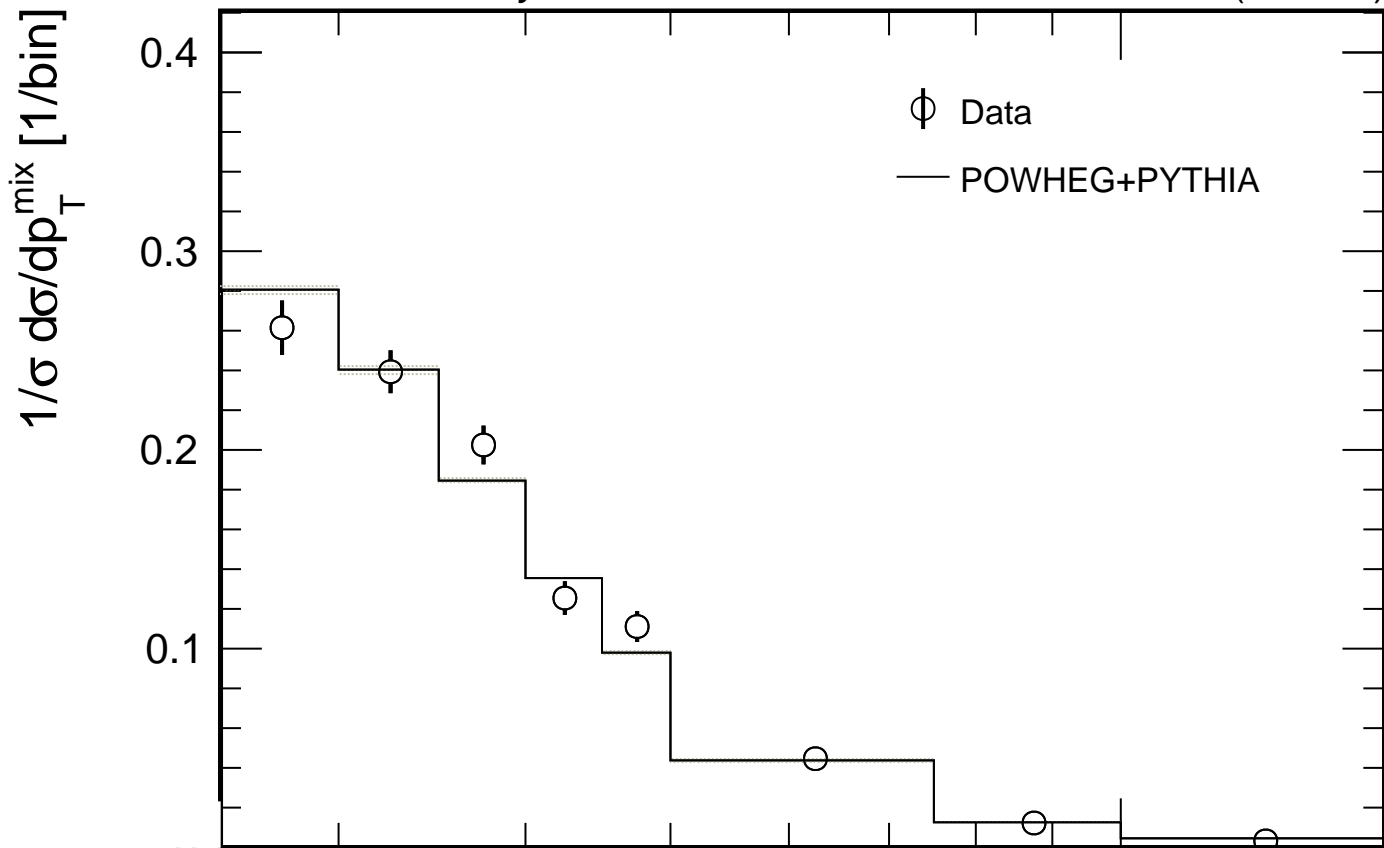 1/σ dσ/dp_T^mix [1/bin]
0.4
Data
POWHEG+PYTHIA
0.3
0.2
0.1